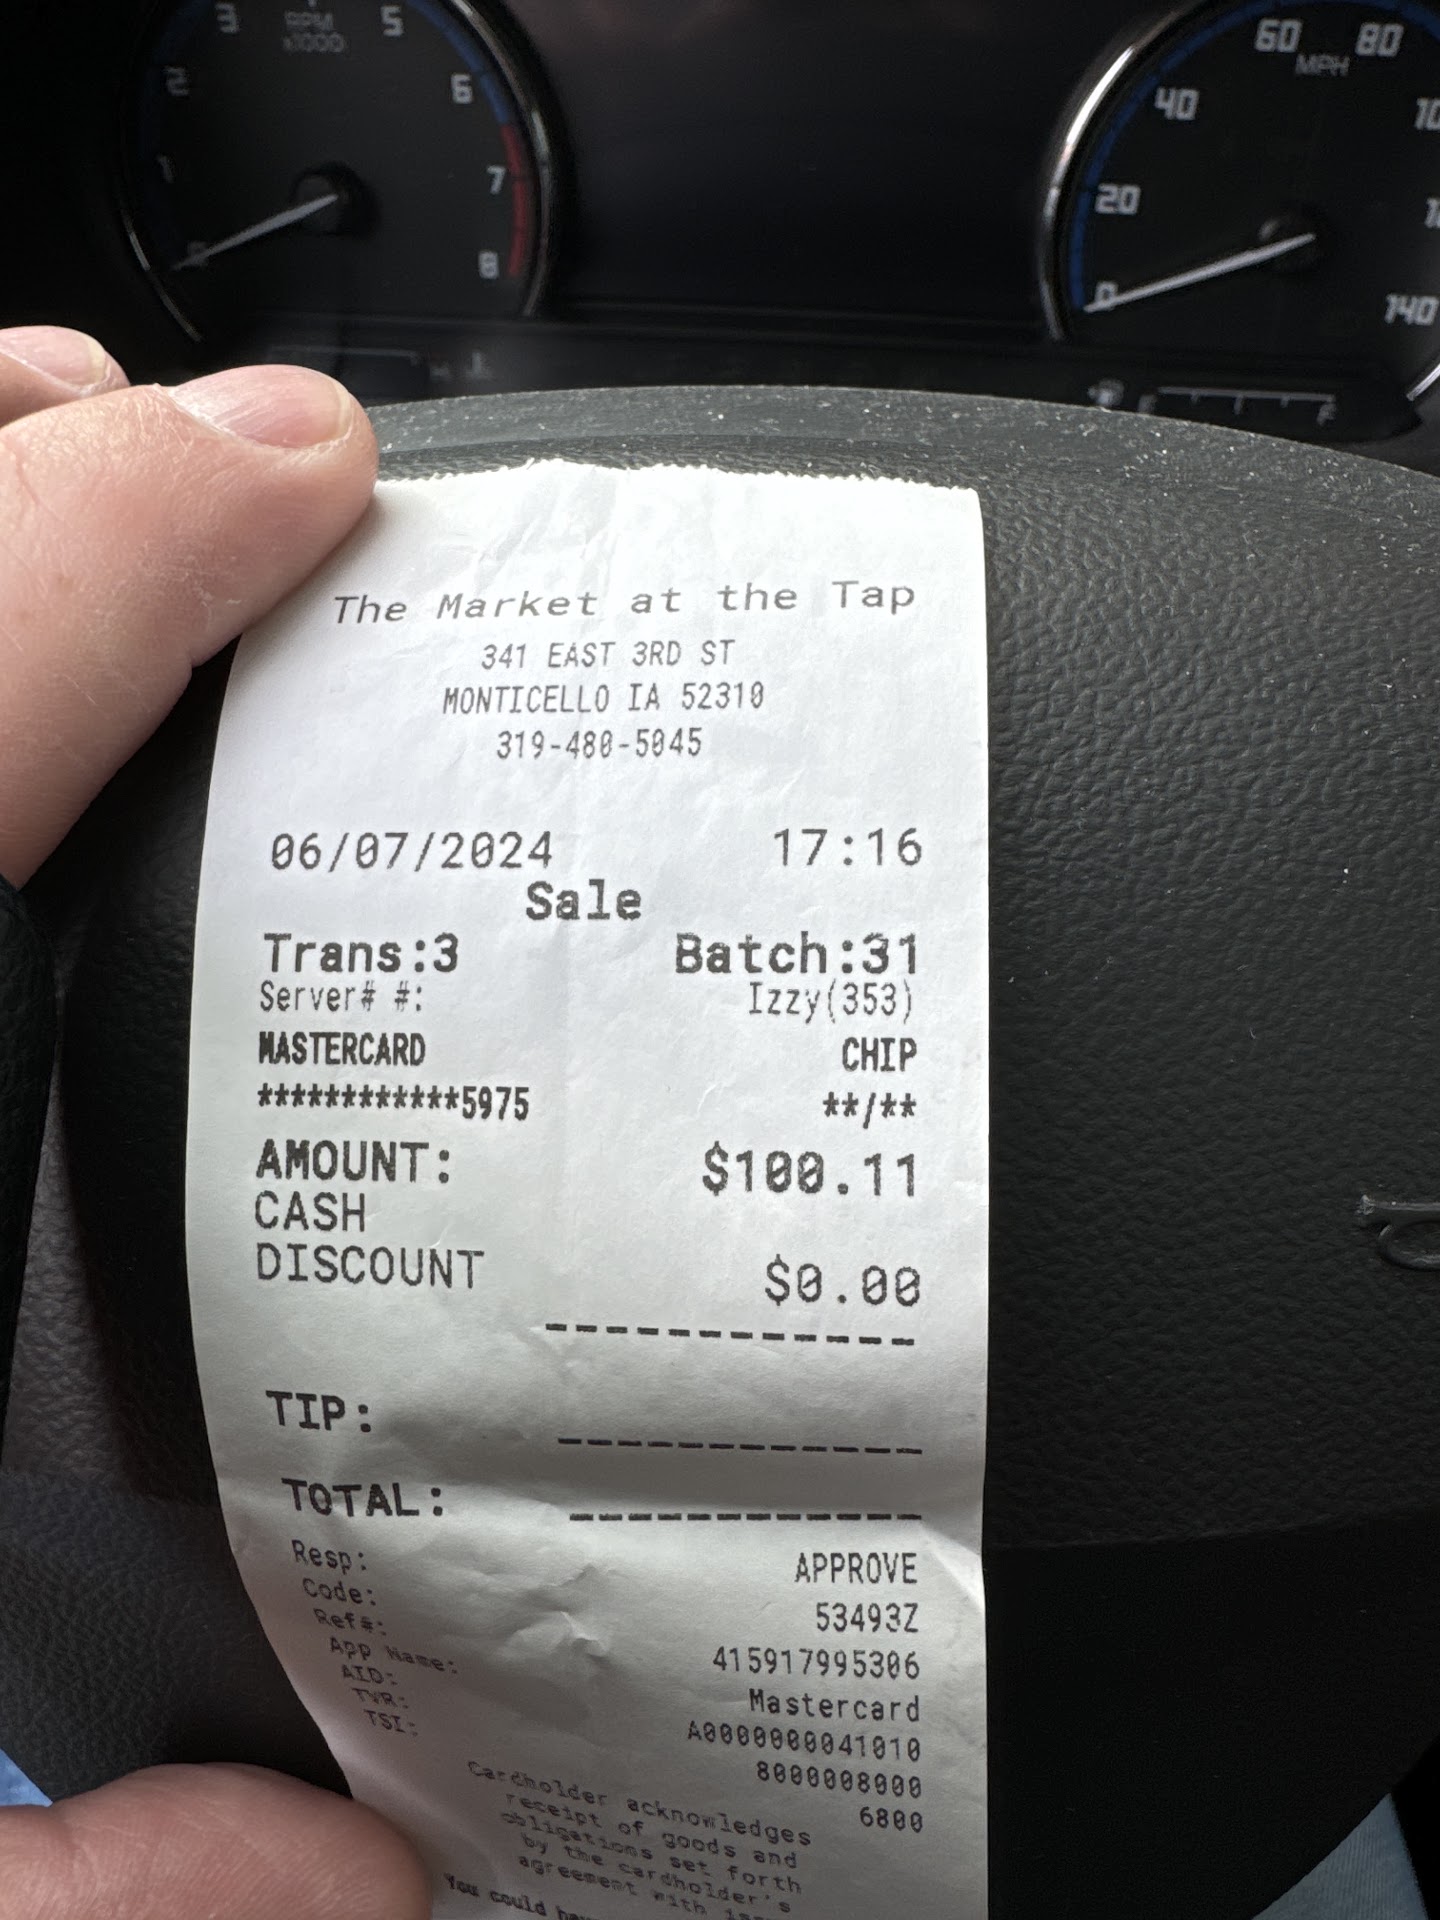 3 5
RPM
x1000
2 6
1 7
0 8
60 80
MPH
40
20
0 140
H
E F
The Market at the Tap
341 EAST 3RD ST
MONTICELLO IA 52310
319-480-5045
06/07/2024 17:16
Sale
Trans:3 Batch:31
Server# #: Izzy(353)
MASTERCARD CHIP
************5975 **/**
AMOUNT: $100.11
CASH
DISCOUNT $0.00
TIP:
TOTAL:
Resp: APPROVE
Code: 53493Z
Ref#: 415917995306
App Name: Mastercard
AID: A0000000041010
TVR: 8000008000
TSI: 6800
Cardholder acknowledges
receipt of goods and
obligations set forth
by the cardholder's
agreement with
You could